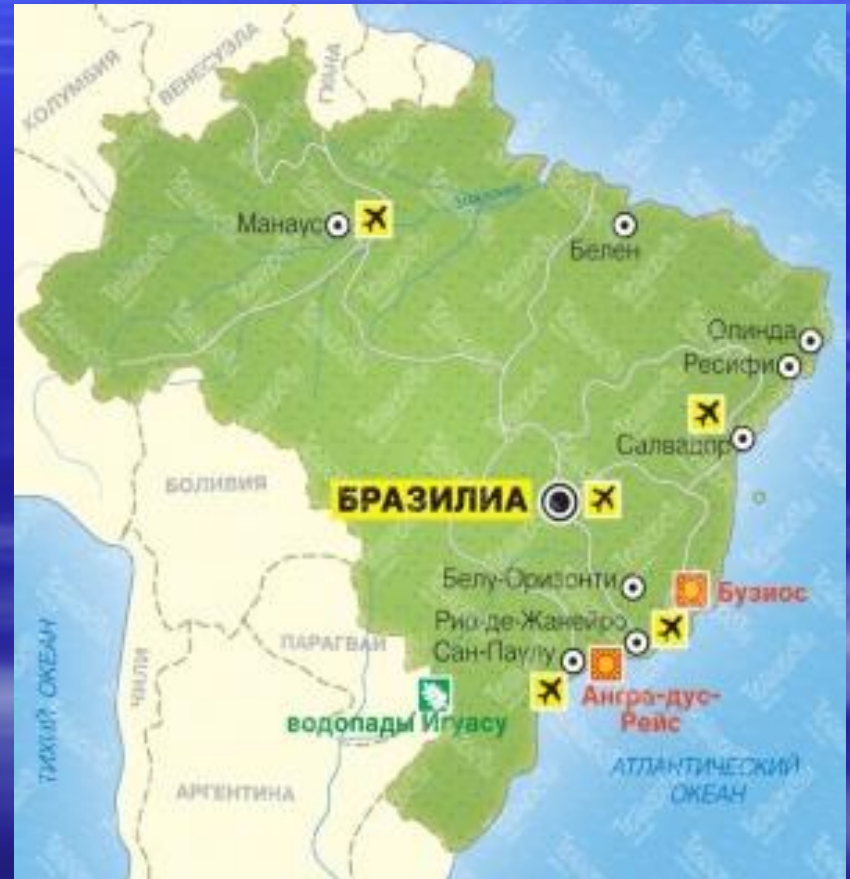 КОЛУМБИЯ
ВЕНЕСУЭЛА
Манаус
Белен
Олинда
Ресифи
Салвадор
БРАЗИЛИА
БОЛИВИЯ
Белу-Оризонти
Бузиос
Рио-де-Жанейро
Сан-Паулу
Ангра-дус-
Рейс
ПАРАГВАЙ
водопады Игуасу
ЧИЛИ
ТИХИЙ ОКЕАН
АРГЕНТИНА
АТЛАНТИЧЕСКИЙ
ОКЕАН